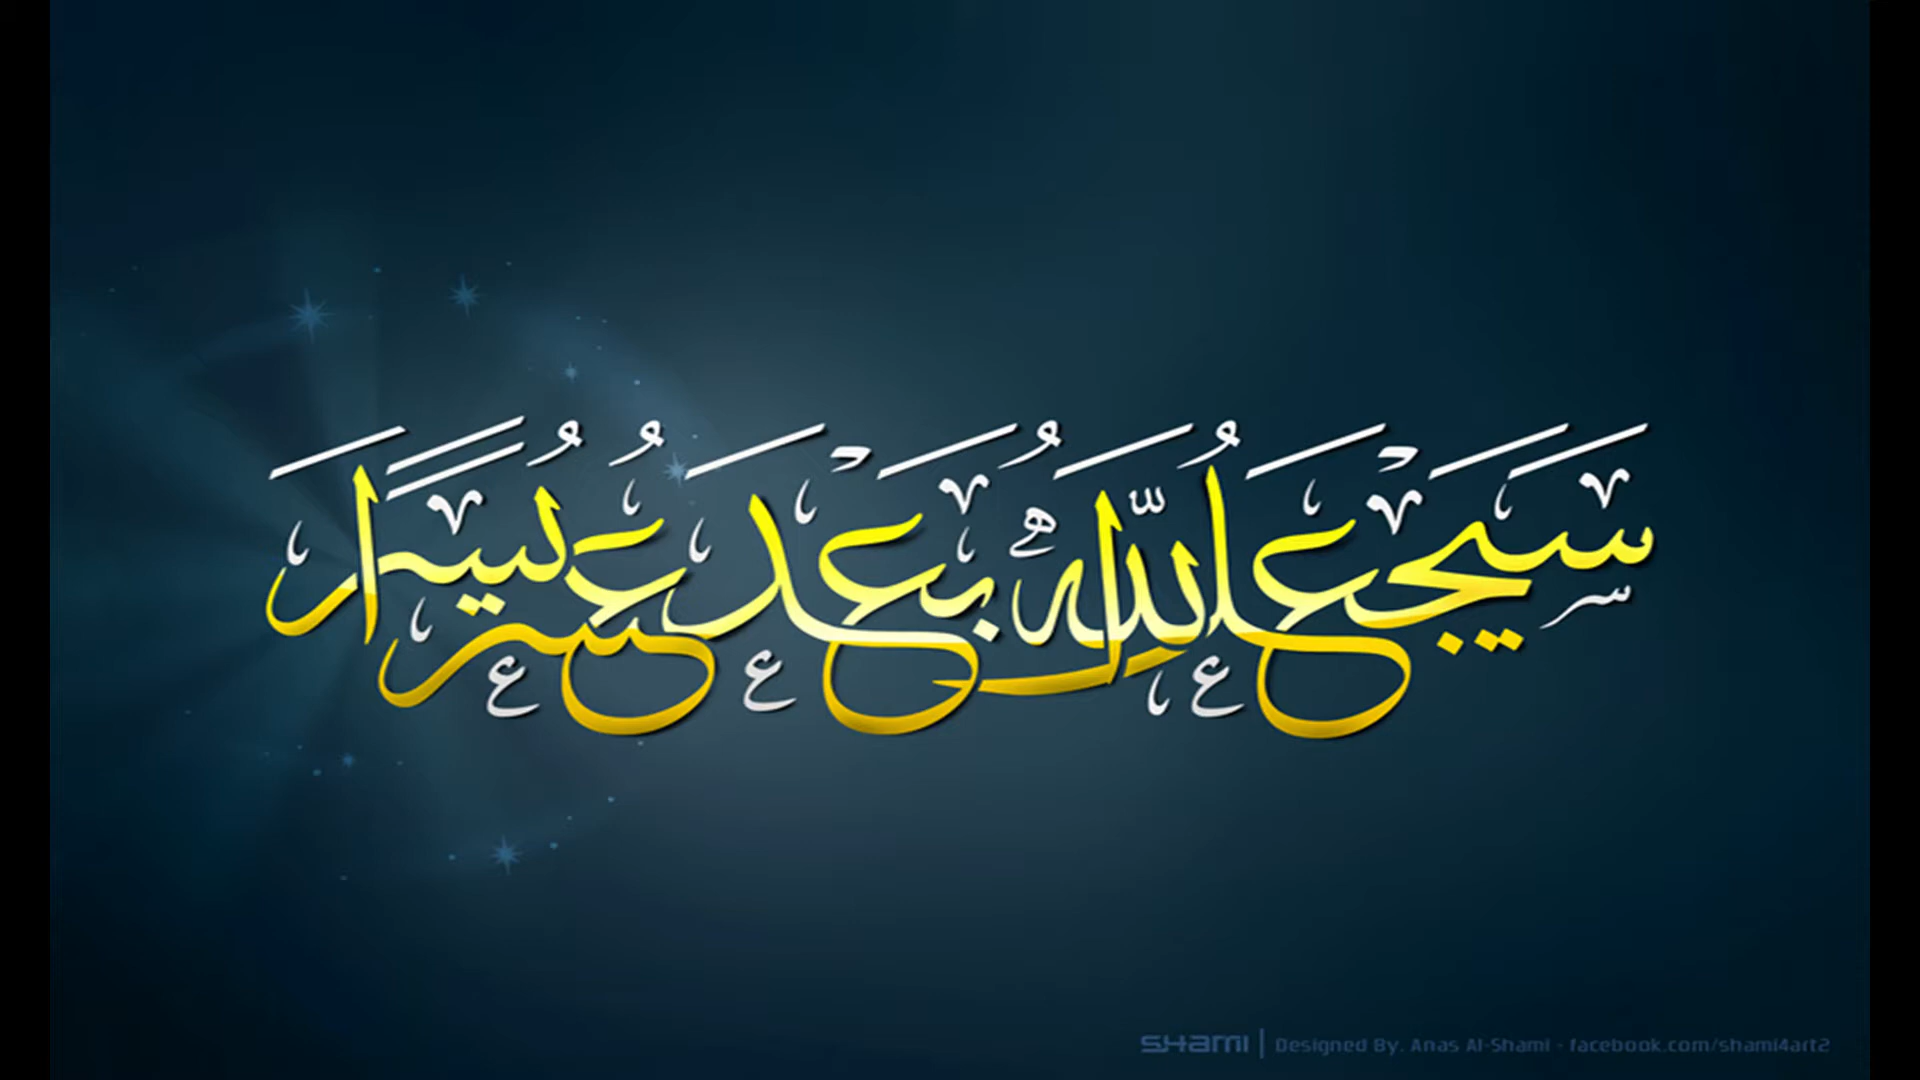 سَيَجْعَلُ اللَّهُ بَعْدَ عُسْرٍ يُسْرًا
SHAMI | Designed By. Anas Al-Shami - facebook.com/shami4art2